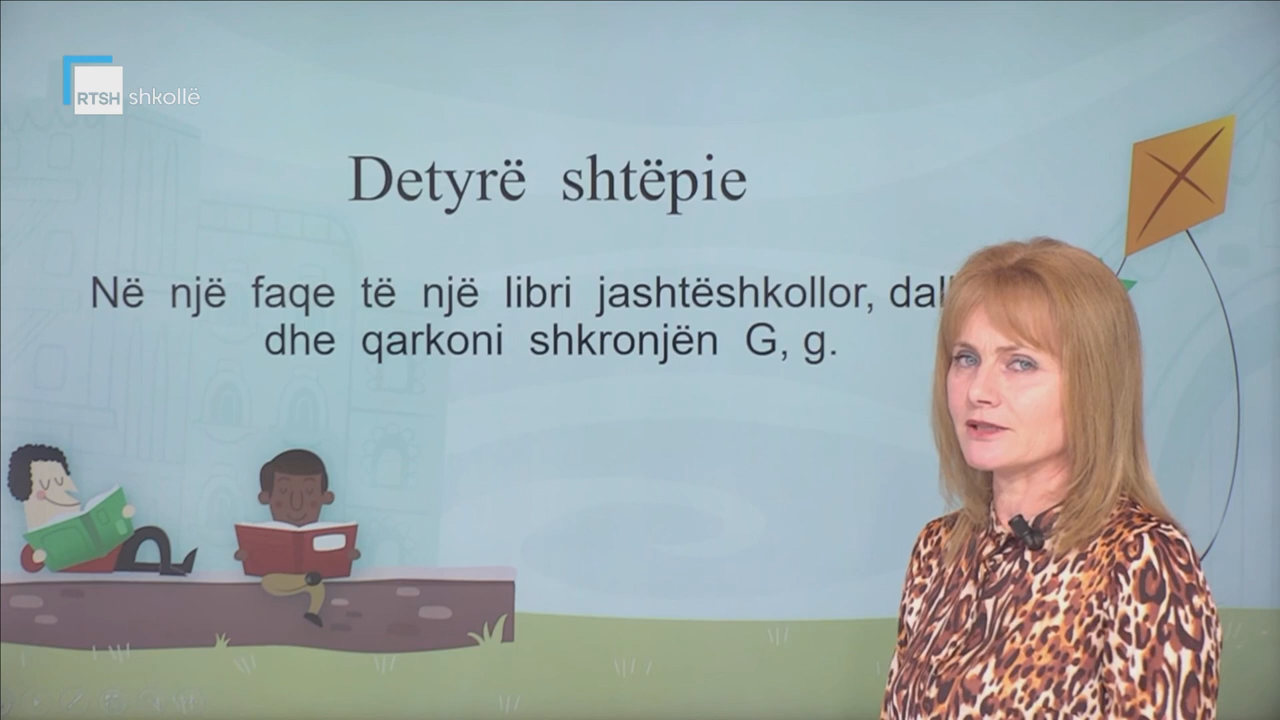 RTSH shkollë
Detyrë shtëpie
Në një faqe të një libri jashtëshkollor,
dhe qarkoni shkronjën G, g.